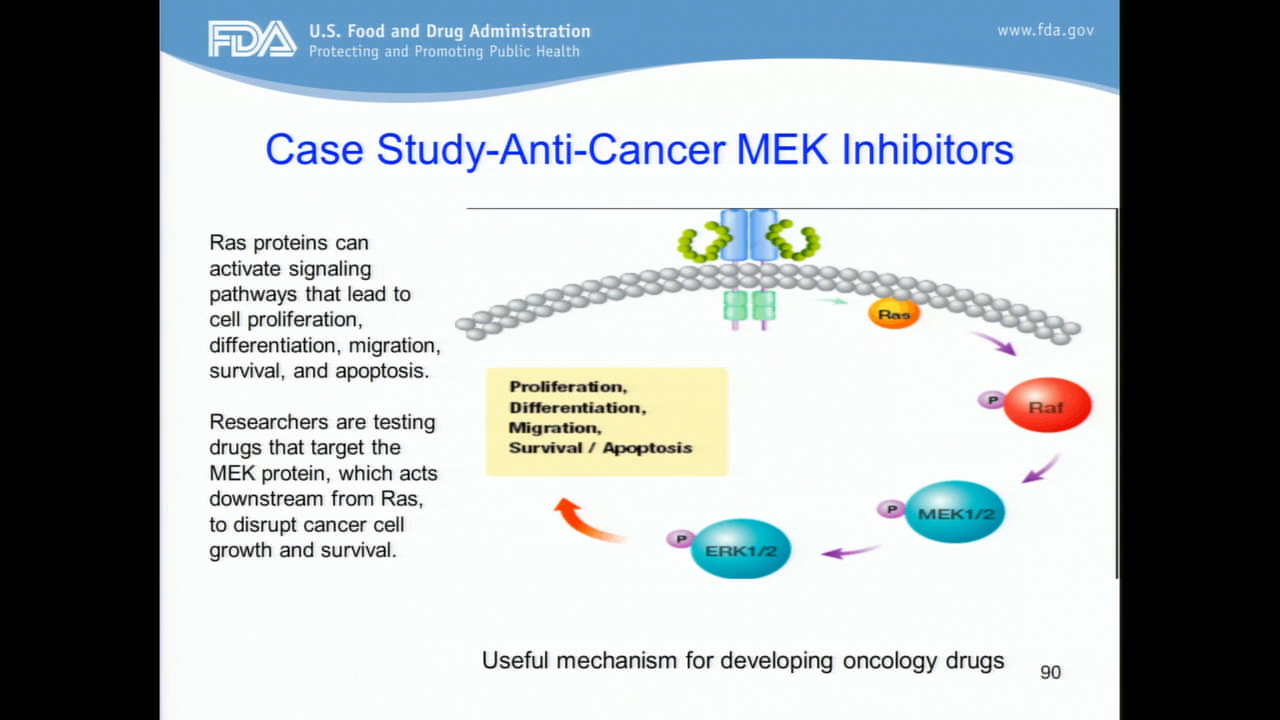 FDA U.S. Food and Drug Administration
Protecting and Promoting Public Health
www.fda.gov
Case Study-Anti-Cancer MEK Inhibitors
Ras proteins can
activate signaling
pathways that lead to
cell proliferation,
differentiation, migration,
survival, and apoptosis.
Researchers are testing
drugs that target the
MEK protein, which acts
downstream from Ras,
to disrupt cancer cell
growth and survival.
Ras
P Raf
P MEK1/2
P ERK1/2
Proliferation,
Differentiation,
Migration,
Survival / Apoptosis
Useful mechanism for developing oncology drugs
90